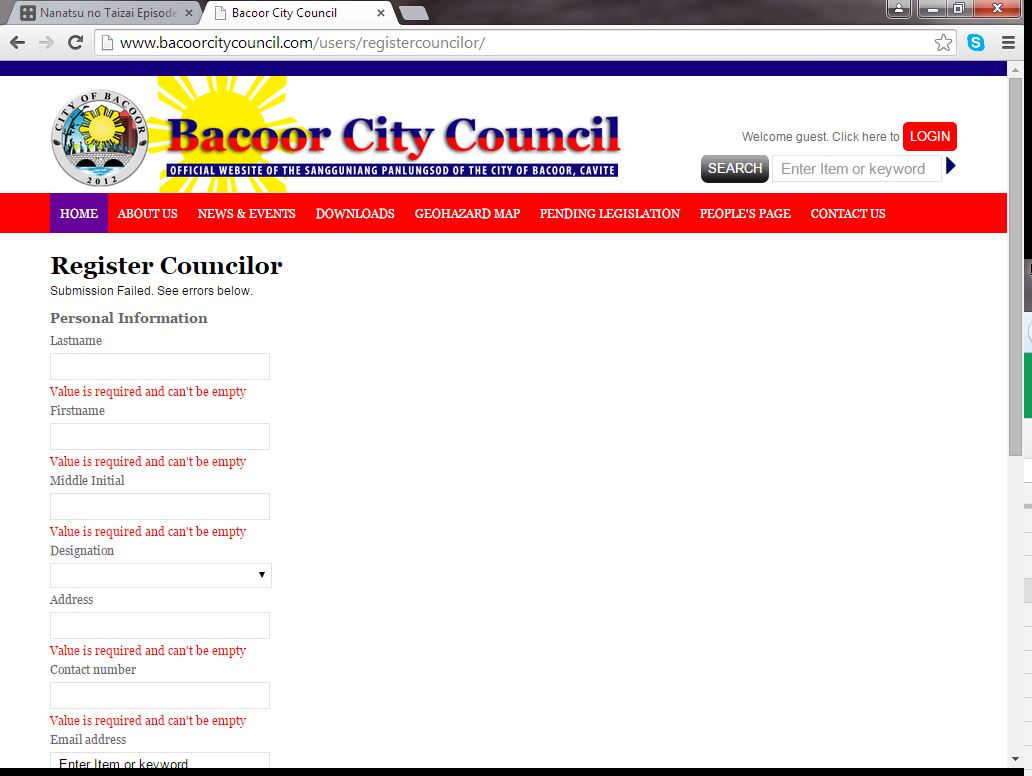 Nanatsu no Taizai Episode
Bacoor City Council
www.bacoorcitycouncil.com/users/registercouncilor/
CITY OF BACOOR
2012
Bacoor City Council
OFFICIAL WEBSITE OF THE SANGGUNIANG PANLUNGSOD OF THE CITY OF BACOOR, CAVITE
Welcome guest. Click here to LOGIN
SEARCH Enter Item or keyword
HOME ABOUT US NEWS & EVENTS DOWNLOADS GEOHAZARD MAP PENDING LEGISLATION PEOPLE'S PAGE CONTACT US
Register Councilor
Submission Failed. See errors below.
Personal Information
Lastname
Value is required and can't be empty
Firstname
Value is required and can't be empty
Middle Initial
Value is required and can't be empty
Designation
Address
Value is required and can't be empty
Contact number
Value is required and can't be empty
Email address
Enter Item or keyword